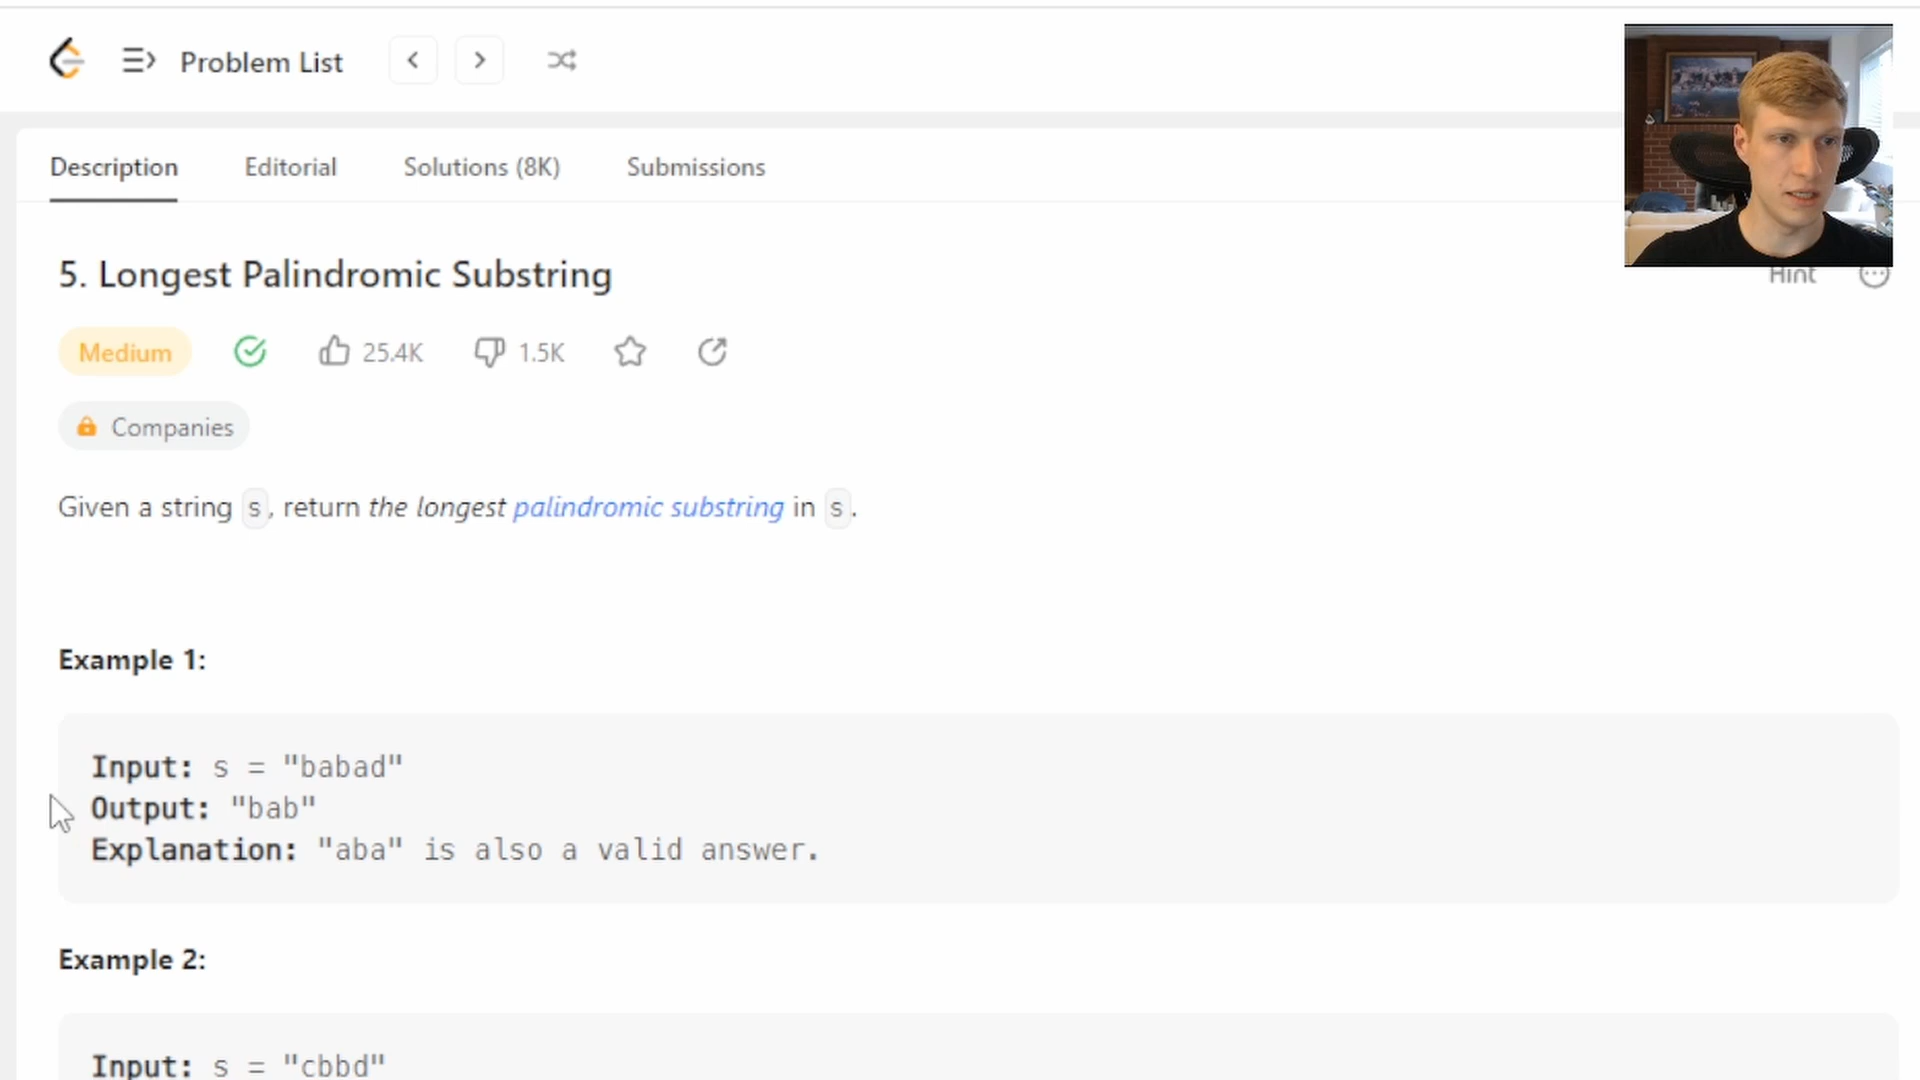 Problem List
Description Editorial Solutions (8K) Submissions
5. Longest Palindromic Substring
Hint
Medium 25.4K 1.5K
Companies
Given a string s, return the longest palindromic substring in s.
Example 1:
Input: s = "babad"
Output: "bab"
Explanation: "aba" is also a valid answer.
Example 2:
Input: s = "cbbd"